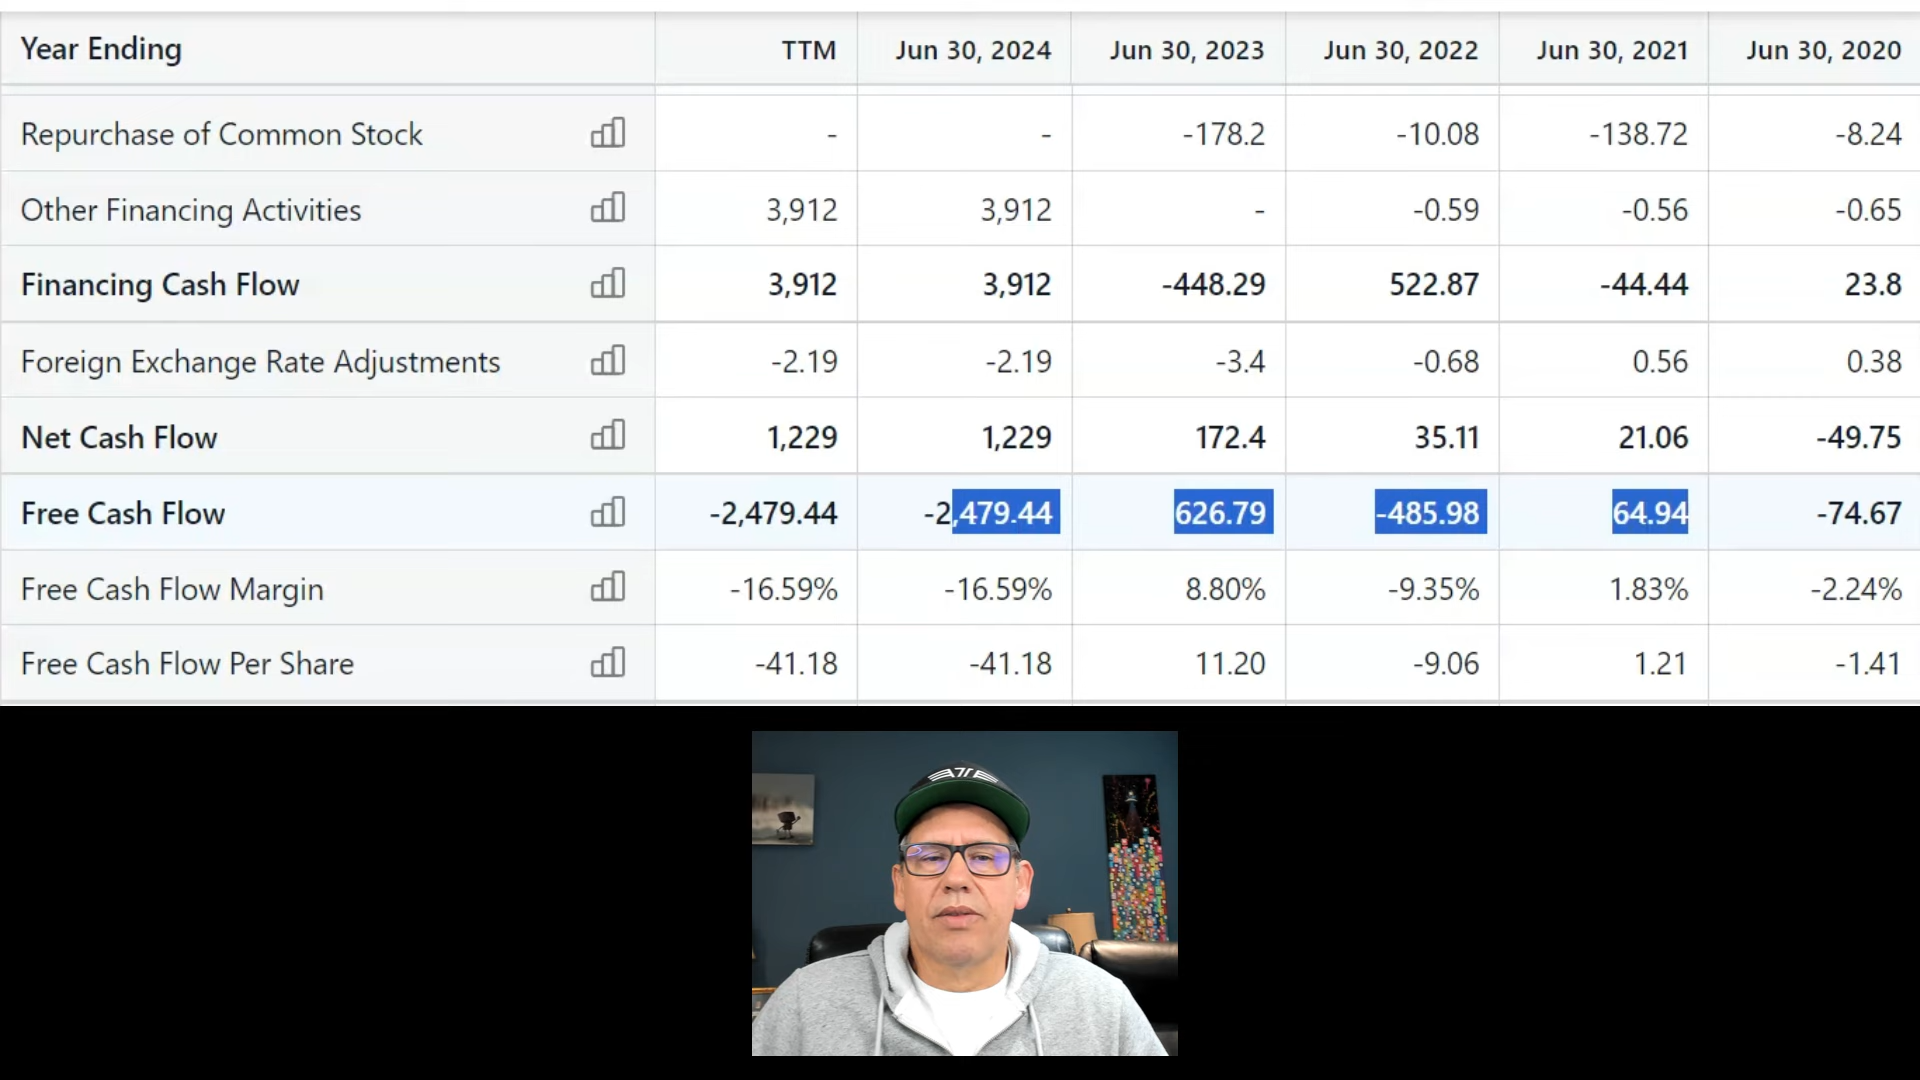 Year Ending TTM Jun 30, 2024 Jun 30, 2023 Jun 30, 2022 Jun 30, 2021 Jun 30, 2020
Repurchase of Common Stock - - -178.2 -10.08 -138.72 -8.24
Other Financing Activities 3,912 3,912 - -0.59 -0.56 -0.65
Financing Cash Flow 3,912 3,912 -448.29 522.87 -44.44 23.8
Foreign Exchange Rate Adjustments -2.19 -2.19 -3.4 -0.68 0.56 0.38
Net Cash Flow 1,229 1,229 172.4 35.11 21.06 -49.75
Free Cash Flow -2,479.44 -2,479.44 626.79 -485.98 64.94 -74.67
Free Cash Flow Margin -16.59% -16.59% 8.80% -9.35% 1.83% -2.24%
Free Cash Flow Per Share -41.18 -41.18 11.20 -9.06 1.21 -1.41